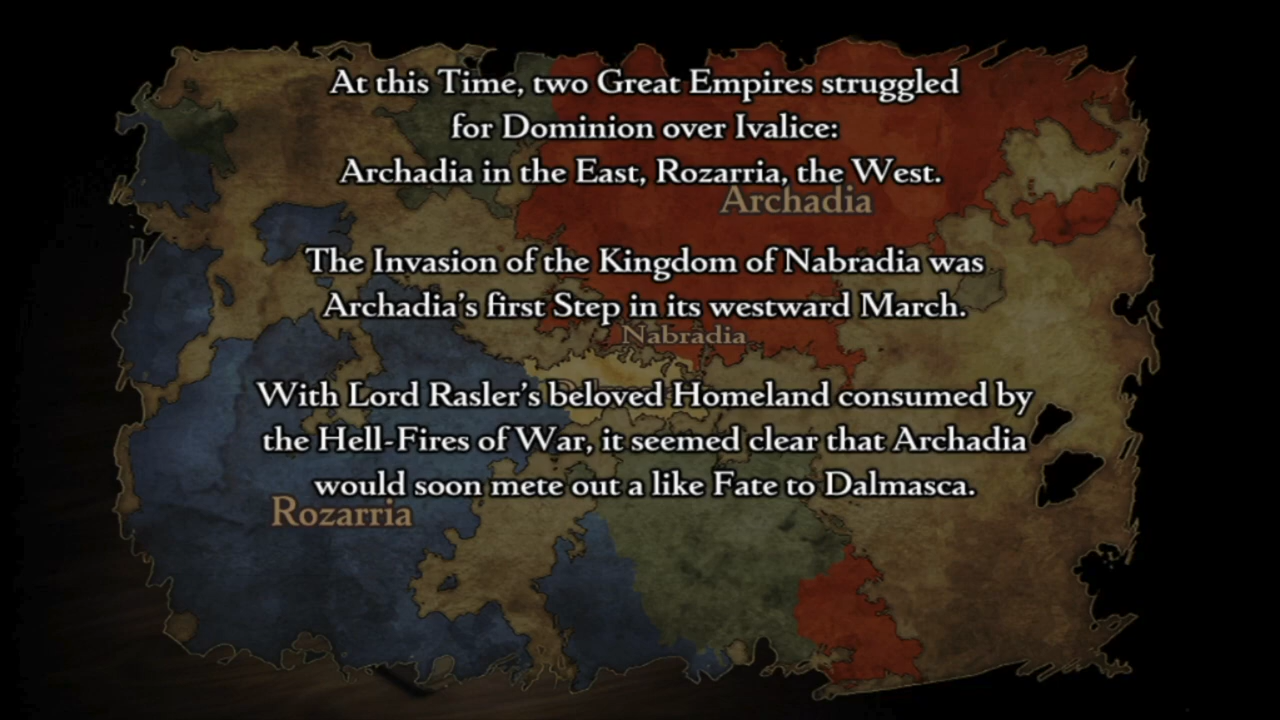 At this Time, two Great Empires struggled
for Dominion over Ivalice:
Archadia in the East, Rozarria, the West.
Archadia
The Invasion of the Kingdom of Nabradia was
Archadia's first Step in its westward March.
Nabradia
With Lord Rasler's beloved Homeland consumed by
the Hell-Fires of War, it seemed clear that Archadia
would soon mete out a like Fate to Dalmasca.
Rozarria